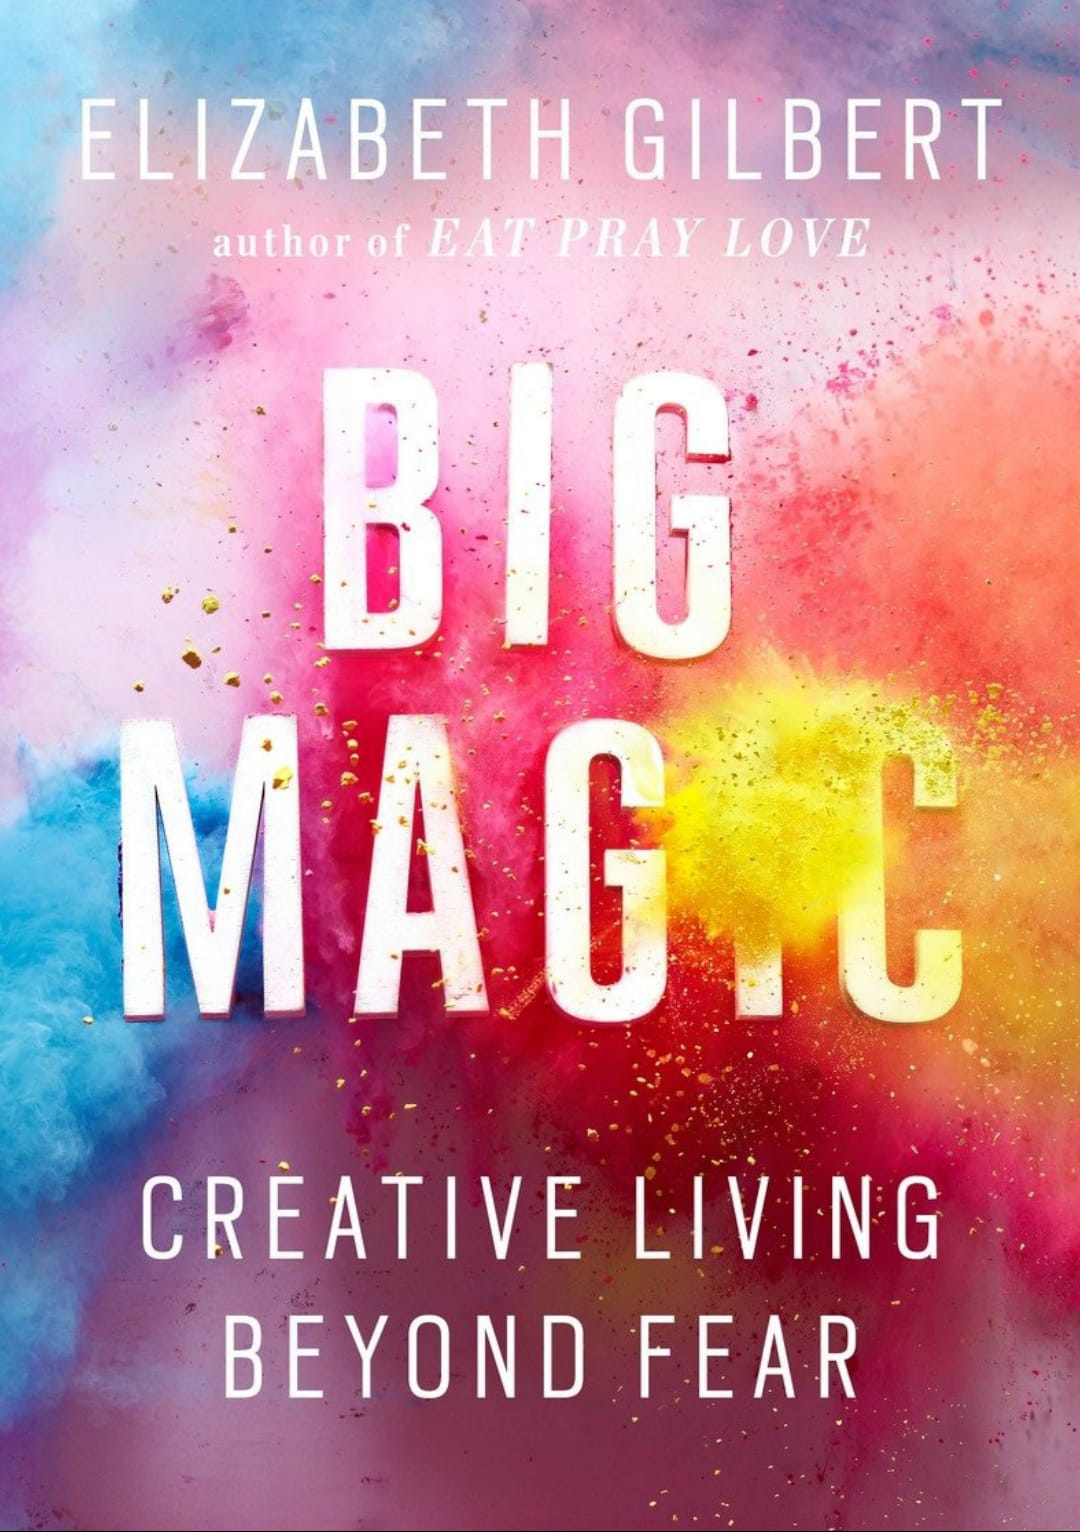 ELIZABETH GILBERT
author of EAT PRAY LOVE
BIG
MAGIC
CREATIVE LIVING
BEYOND FEAR